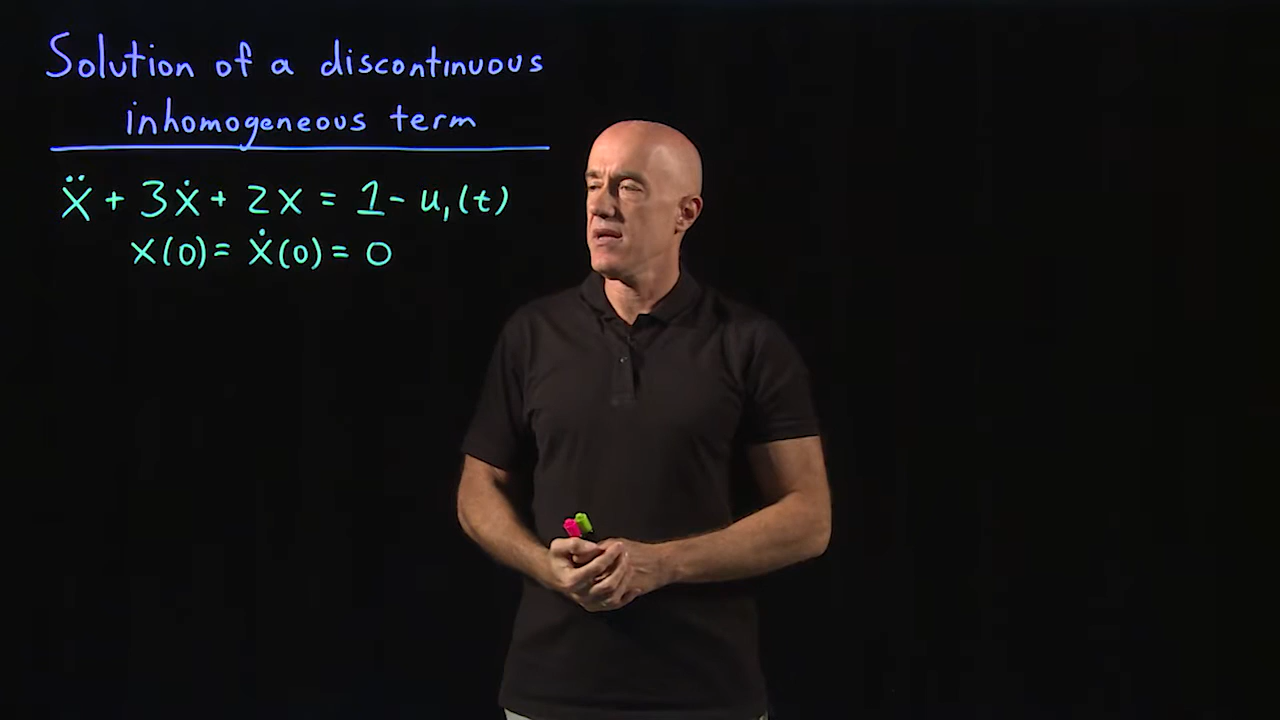 Solution of a discontinuous
inhomogeneous term
ẍ + 3ẋ + 2x = 1 - u₁(t)
x(0) = ẋ(0) = 0